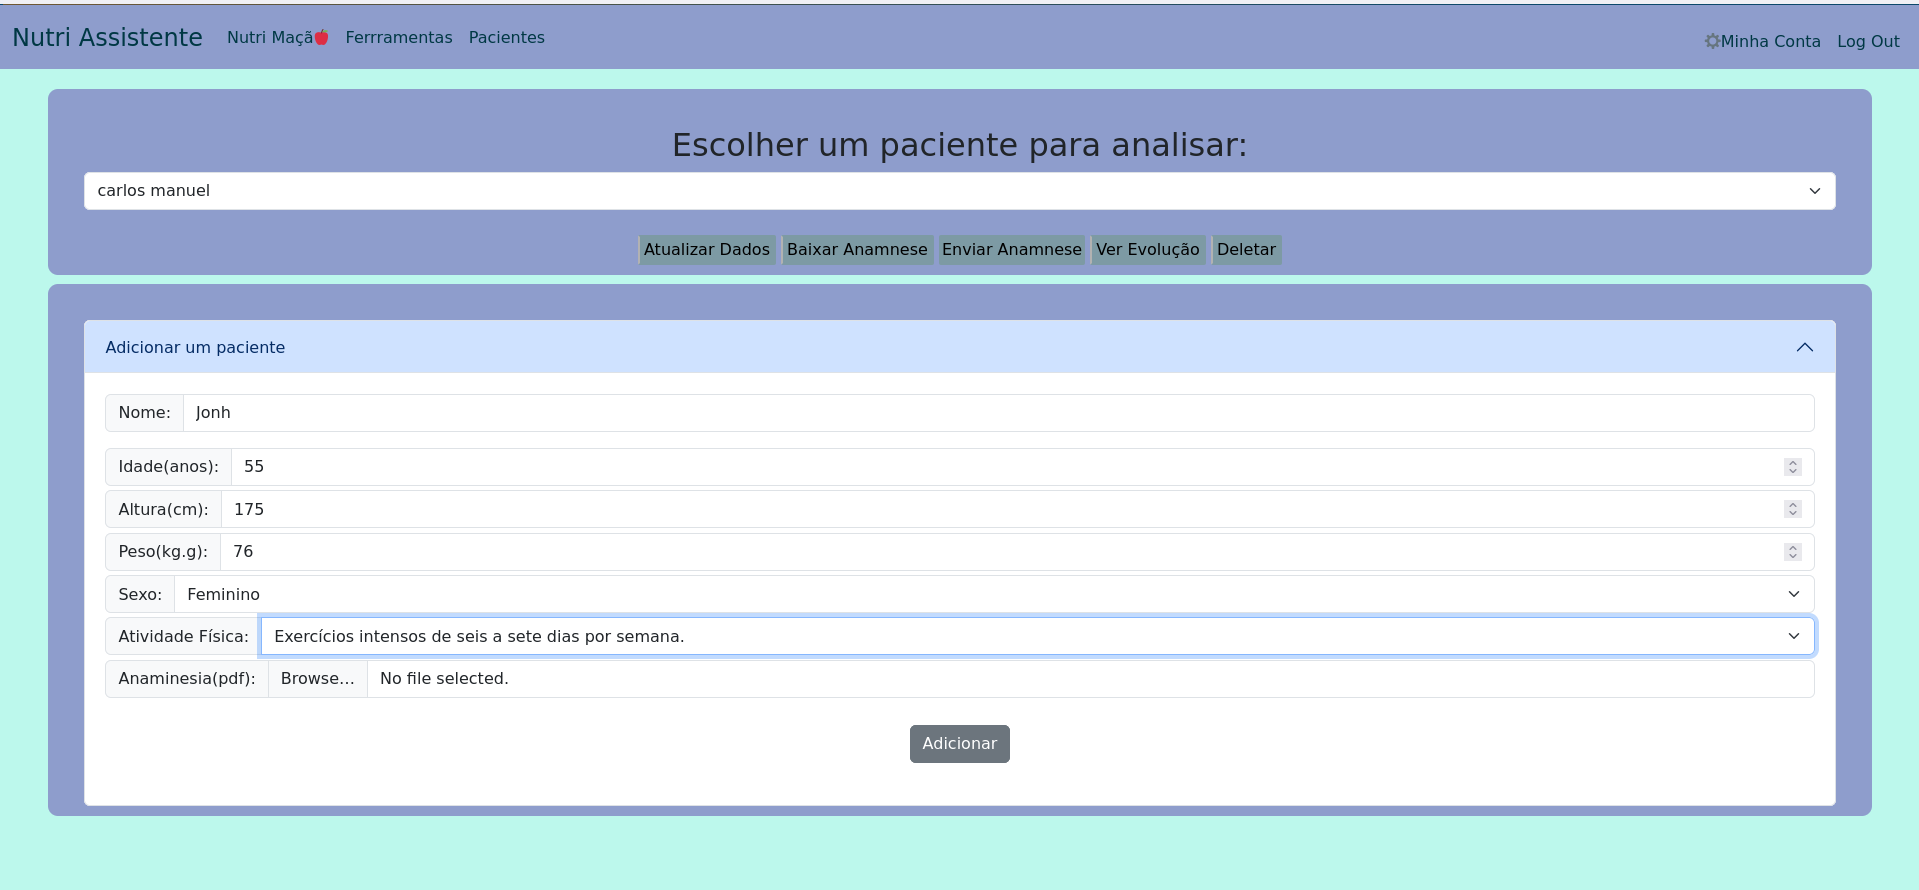 Nutri Assistente Nutri Maçã Ferrramentas Pacientes Minha Conta Log Out
Escolher um paciente para analisar:
carlos manuel
Atualizar Dados Baixar Anamnese Enviar Anamnese Ver Evolução Deletar
Adicionar um paciente
Nome: Jonh
Idade(anos): 55
Altura(cm): 175
Peso(kg.g): 76
Sexo: Feminino
Atividade Física: Exercícios intensos de seis a sete dias por semana.
Anaminesia(pdf): Browse... No file selected.
Adicionar